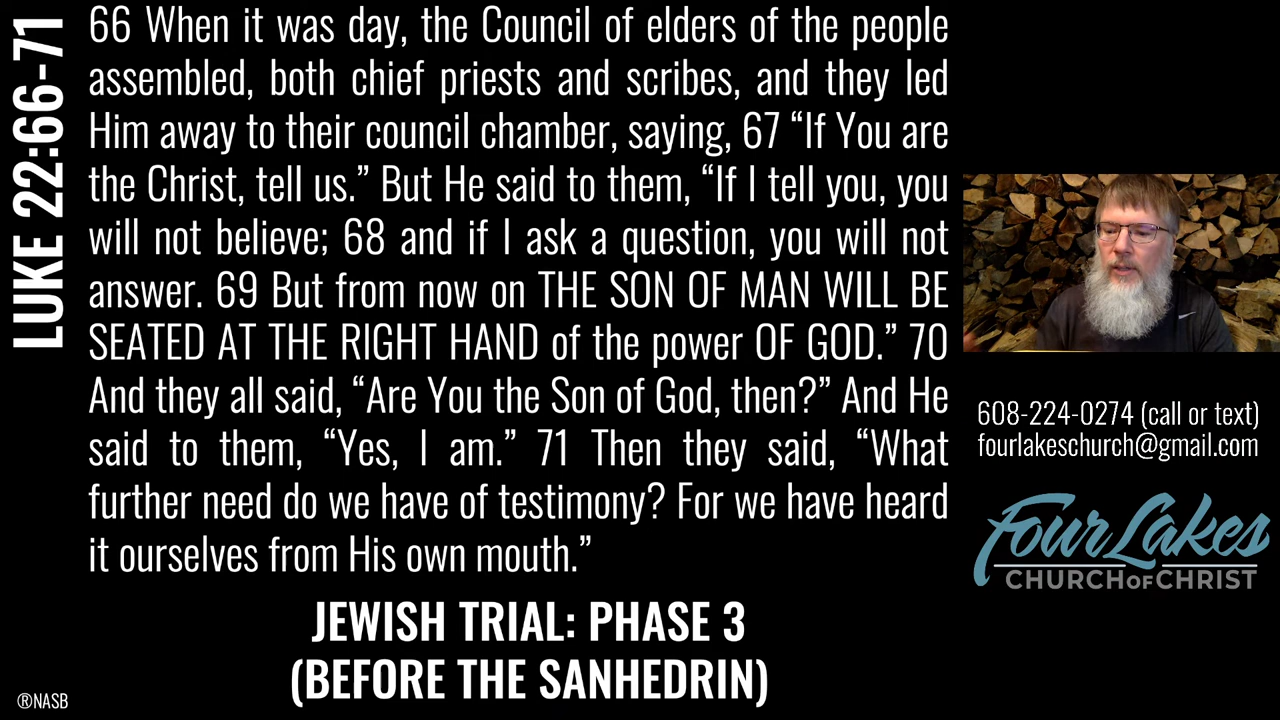 LUKE 22:66-71
66 When it was day, the Council of elders of the people
assembled, both chief priests and scribes, and they led
Him away to their council chamber, saying, 67 “If You are
the Christ, tell us.” But He said to them, “If I tell you, you
will not believe; 68 and if I ask a question, you will not
answer. 69 But from now on THE SON OF MAN WILL BE
SEATED AT THE RIGHT HAND of the power OF GOD.” 70
And they all said, “Are You the Son of God, then?” And He
said to them, “Yes, I am.” 71 Then they said, “What
further need do we have of testimony? For we have heard
it ourselves from His own mouth.”
JEWISH TRIAL: PHASE 3
(BEFORE THE SANHEDRIN)
®NASB
608-224-0274 (call or text)
fourlakeschurch@gmail.com
Four Lakes
CHURCH OF CHRIST